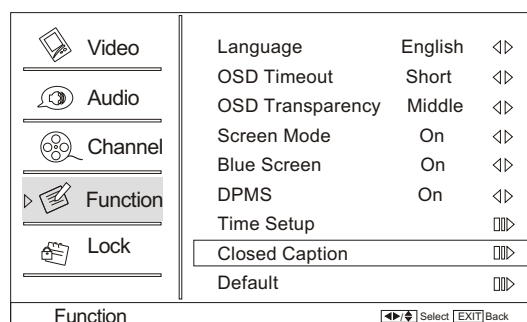 Video
Audio
Channel
Function
Lock
Language English
OSD Timeout Short
OSD Transparency Middle
Screen Mode On
Blue Screen On
DPMS On
Time Setup
Closed Caption
Default
Function Select EXIT Back